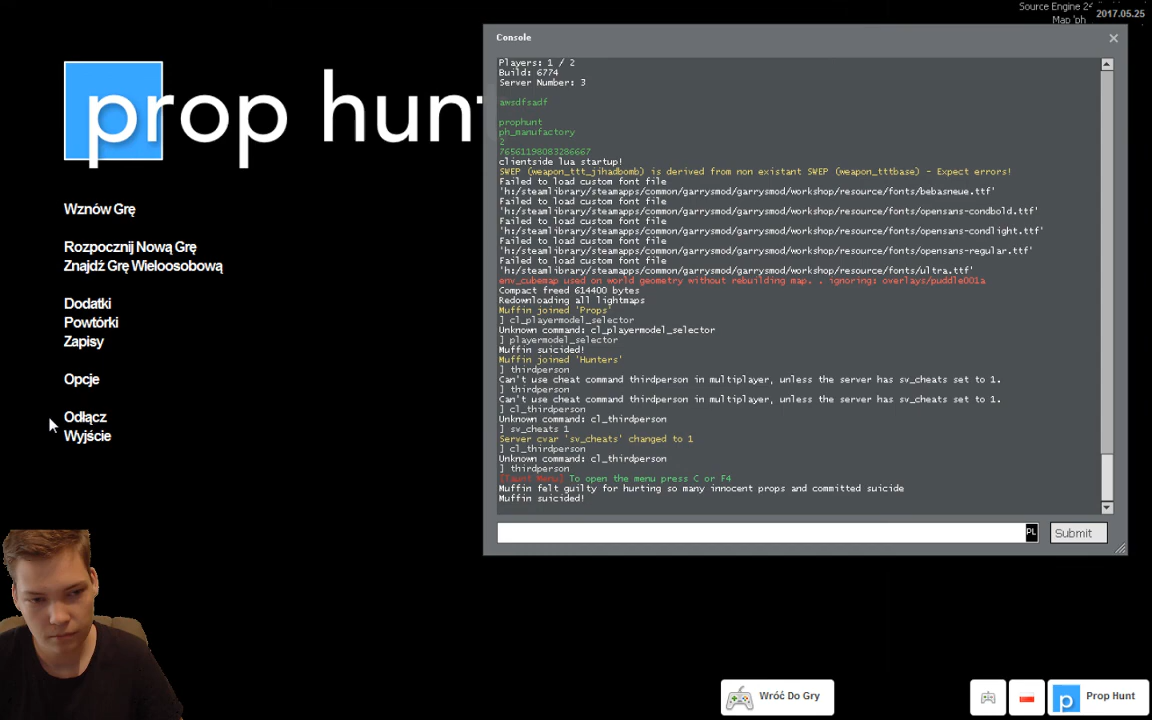 Source Engine 24
Map 'ph
2017.05.25
prop hunt
Wznów Grę
Rozpocznij Nową Grę
Znajdź Grę Wieloosobową
Dodatki
Powtórki
Zapisy
Opcje
Odłącz
Wyjście
Console
Players: 1 / 2
Build: 6774
Server Number: 3
awsdfsadf
prophunt
ph_manufactory
2
76561198083286667
clientside lua startup!
SWEP (weapon_ttt_jihadbomb) is derived from non existant SWEP (weapon_tttbase) - Expect errors!
Failed to load custom font file
'h:/steamlibrary/steamapps/common/garrysmod/garrysmod/workshop/resource/fonts/bebasneue.ttf'
Failed to load custom font file
'h:/steamlibrary/steamapps/common/garrysmod/garrysmod/workshop/resource/fonts/opensans-condbold.ttf'
Failed to load custom font file
'h:/steamlibrary/steamapps/common/garrysmod/garrysmod/workshop/resource/fonts/opensans-condlight.ttf'
Failed to load custom font file
'h:/steamlibrary/steamapps/common/garrysmod/garrysmod/workshop/resource/fonts/opensans-regular.ttf'
Failed to load custom font file
'h:/steamlibrary/steamapps/common/garrysmod/garrysmod/workshop/resource/fonts/ultra.ttf'
env_cubemap used on world geometry without rebuilding map. . ignoring: overlays/puddle001a
Compact freed 614400 bytes
Redownloading all lightmaps
Muffin joined 'Props'
] cl_playermodel_selector
Unknown command: cl_playermodel_selector
] playermodel_selector
Muffin suicided!
Muffin joined 'Hunters'
] thirdperson
Can't use cheat command thirdperson in multiplayer, unless the server has sv_cheats set to 1.
] thirdperson
Can't use cheat command thirdperson in multiplayer, unless the server has sv_cheats set to 1.
] cl_thirdperson
Unknown command: cl_thirdperson
] sv_cheats 1
Server cvar 'sv_cheats' changed to 1
] cl_thirdperson
Unknown command: cl_thirdperson
] thirdperson
[Taunt Menu] To open the menu press C or F4
Muffin felt guilty for hurting so many innocent props and committed suicide
Muffin suicided!
PL
Submit
Wróć Do Gry
p Prop Hunt